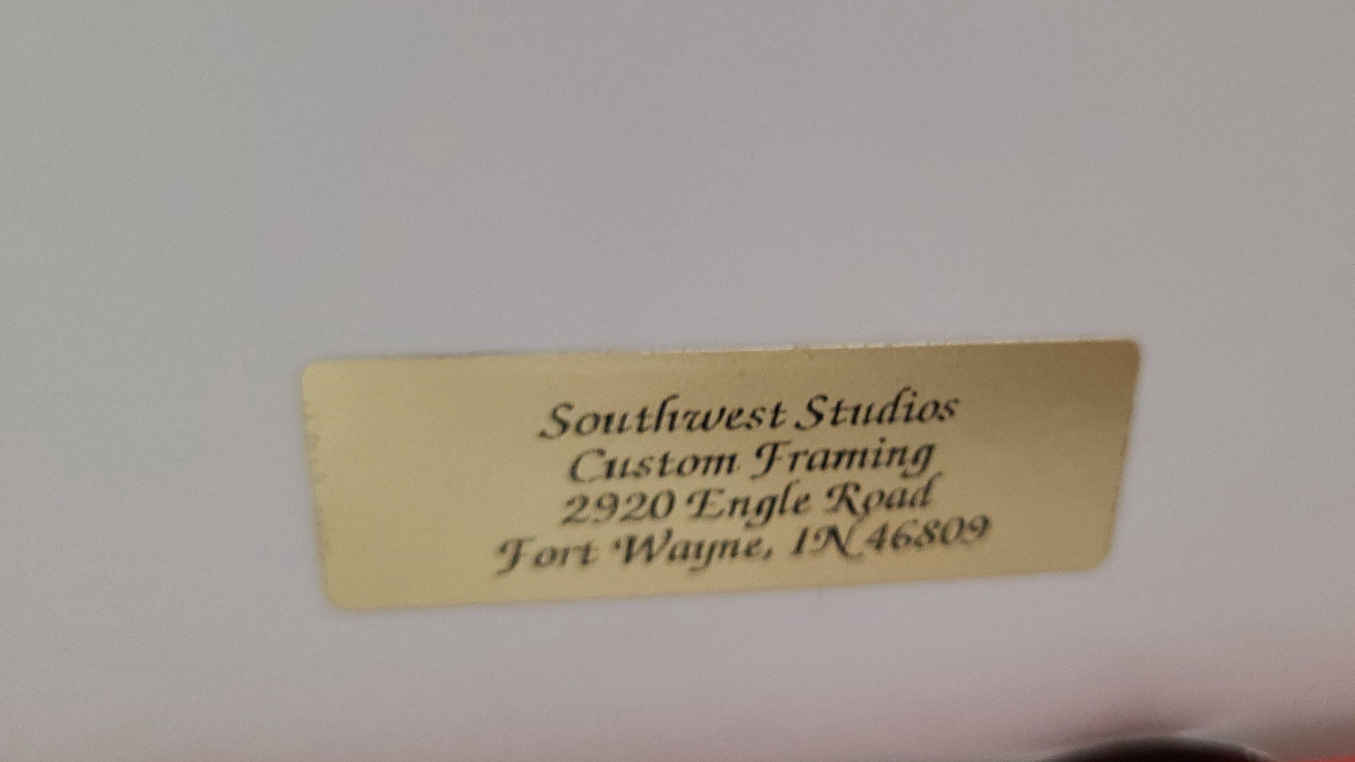 Southwest Studios
Custom Framing
2920 Engle Road
Fort Wayne, IN 46809